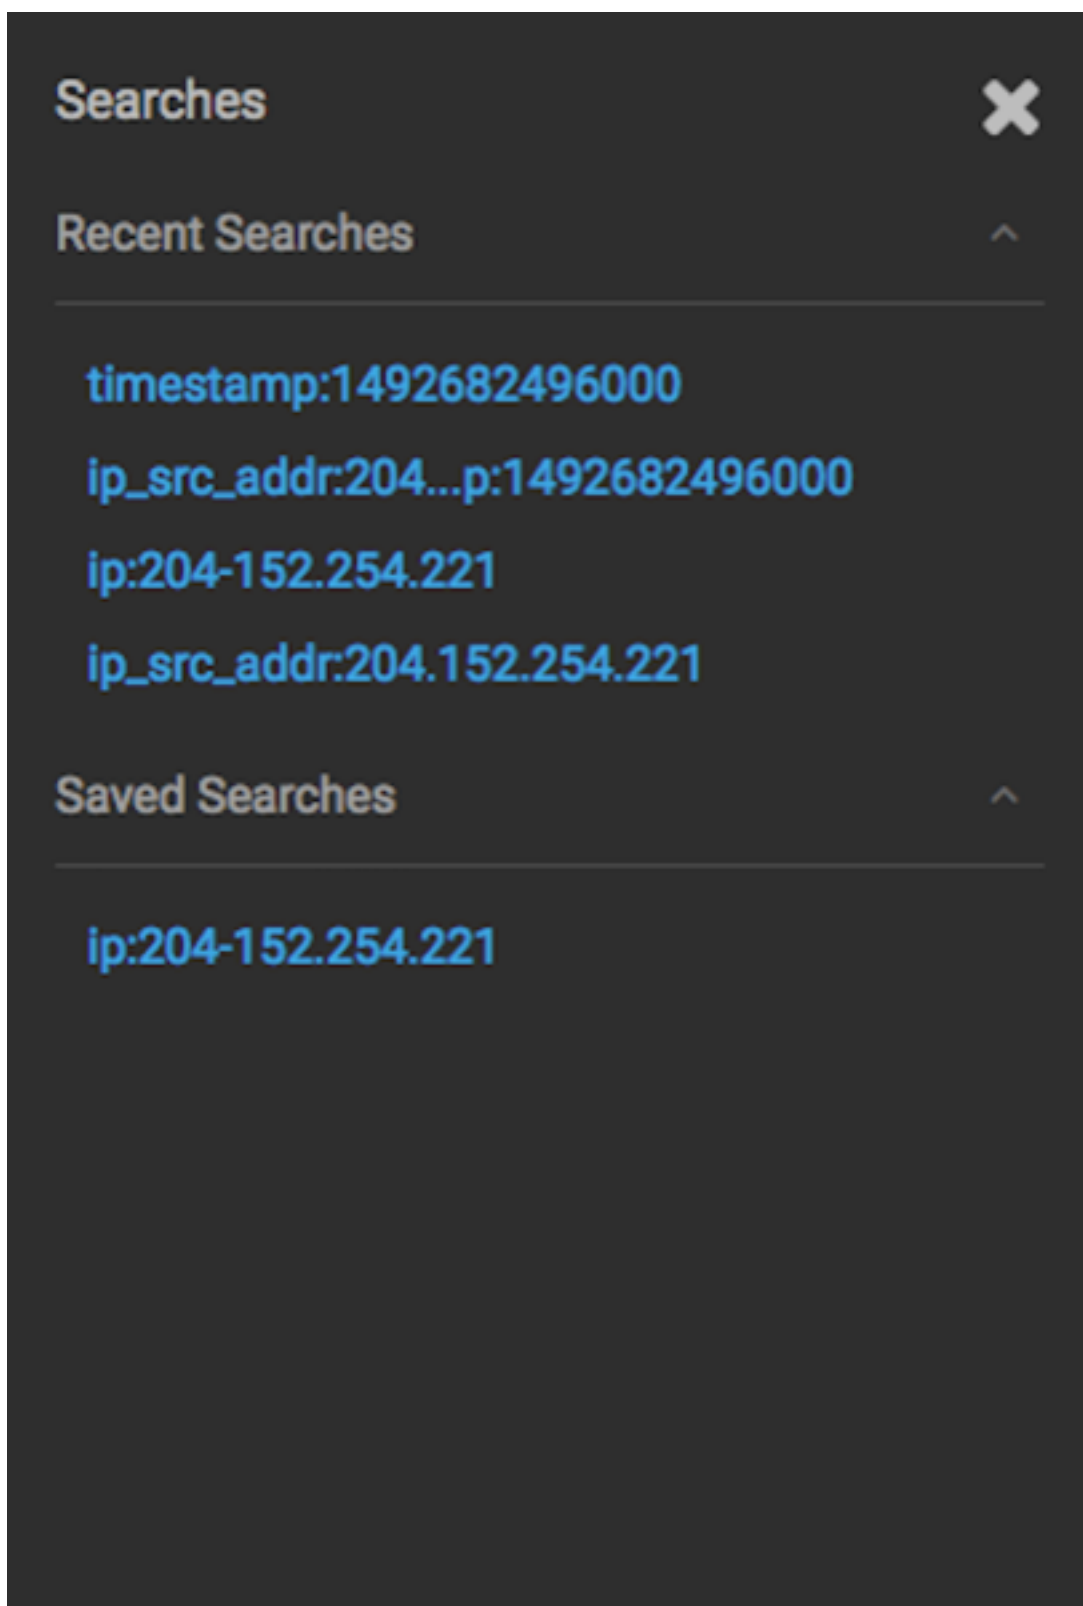 Searches
Recent Searches
timestamp:1492682496000
ip_src_addr:204...p:1492682496000
ip:204-152.254.221
ip_src_addr:204.152.254.221
Saved Searches
ip:204-152.254.221